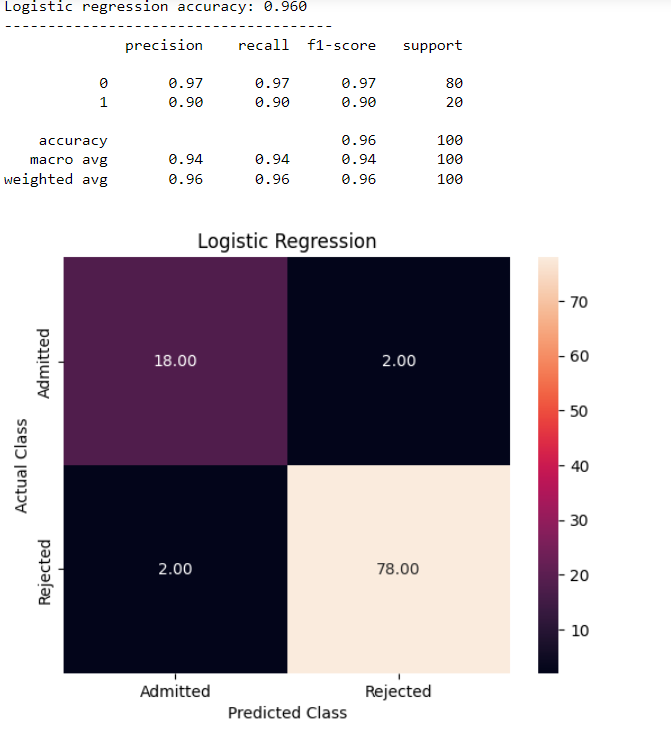 Logistic regression accuracy: 0.960
--------------------------------------
precision recall f1-score support
0 0.97 0.97 0.97 80
1 0.90 0.90 0.90 20
accuracy 0.96 100
macro avg 0.94 0.94 0.94 100
weighted avg 0.96 0.96 0.96 100
Logistic Regression
Actual Class
Admitted
18.00 2.00
Rejected
2.00 78.00
Admitted Rejected
Predicted Class
70
60
50
40
30
20
10